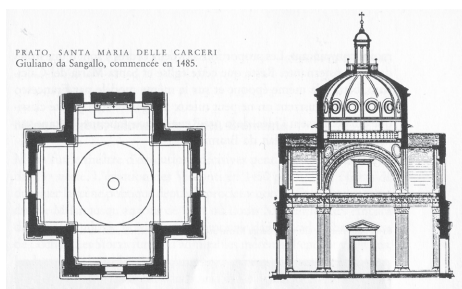 PRATO, SANTA MARIA DELLE CARCERI
Giuliano da Sangallo, commencée en 1485.